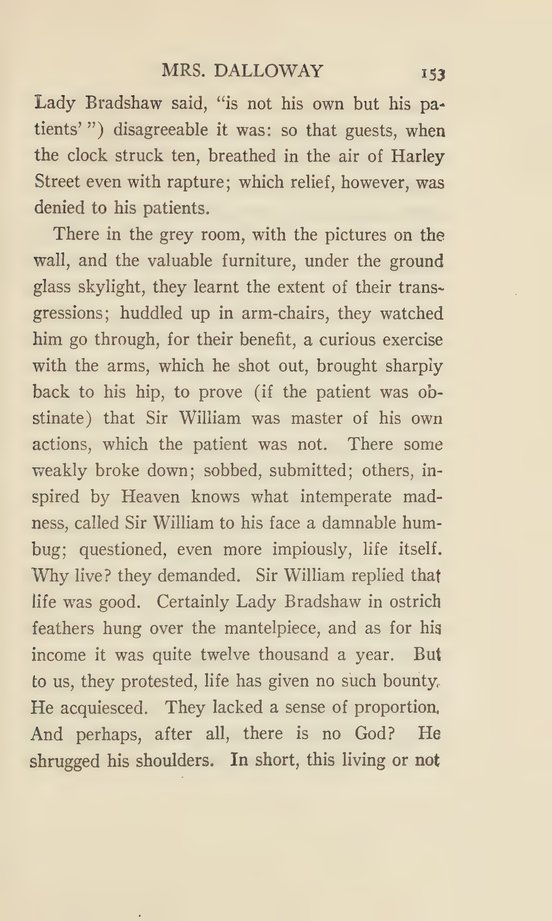 MRS. DALLOWAY 153
Lady Bradshaw said, “is not his own but his pa-
tients’ ”) disagreeable it was: so that guests, when
the clock struck ten, breathed in the air of Harley
Street even with rapture; which relief, however, was
denied to his patients.
There in the grey room, with the pictures on the
wall, and the valuable furniture, under the ground
glass skylight, they learnt the extent of their trans-
gressions; huddled up in arm-chairs, they watched
him go through, for their benefit, a curious exercise
with the arms, which he shot out, brought sharply
back to his hip, to prove (if the patient was ob-
stinate) that Sir William was master of his own
actions, which the patient was not. There some
weakly broke down; sobbed, submitted; others, in-
spired by Heaven knows what intemperate mad-
ness, called Sir William to his face a damnable hum-
bug; questioned, even more impiously, life itself.
Why live? they demanded. Sir William replied that
life was good. Certainly Lady Bradshaw in ostrich
feathers hung over the mantelpiece, and as for his
income it was quite twelve thousand a year. But
to us, they protested, life has given no such bounty.
He acquiesced. They lacked a sense of proportion.
And perhaps, after all, there is no God? He
shrugged his shoulders. In short, this living or not